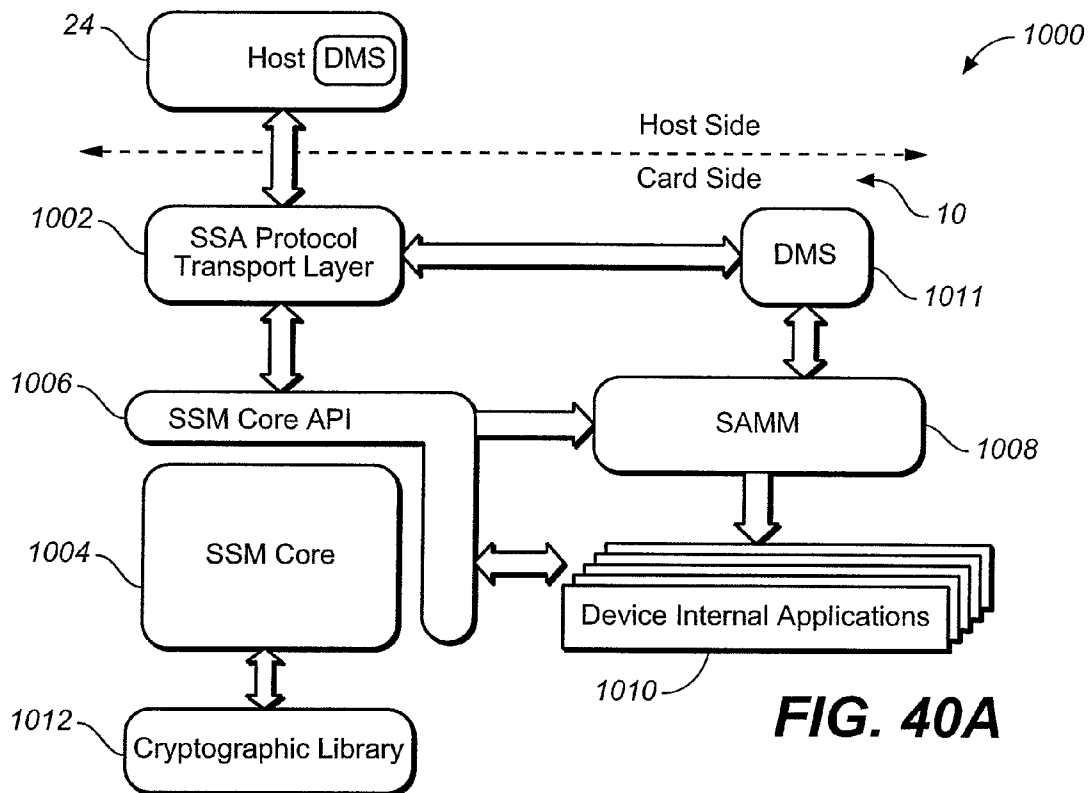 24
Host DMS
1000
Host Side
Card Side
10
1002
SSA Protocol
Transport Layer
DMS
1011
1006
SSM Core API
SAMM
1008
1004
SSM Core
Device Internal Applications
1010
1012
Cryptographic Library
FIG. 40A